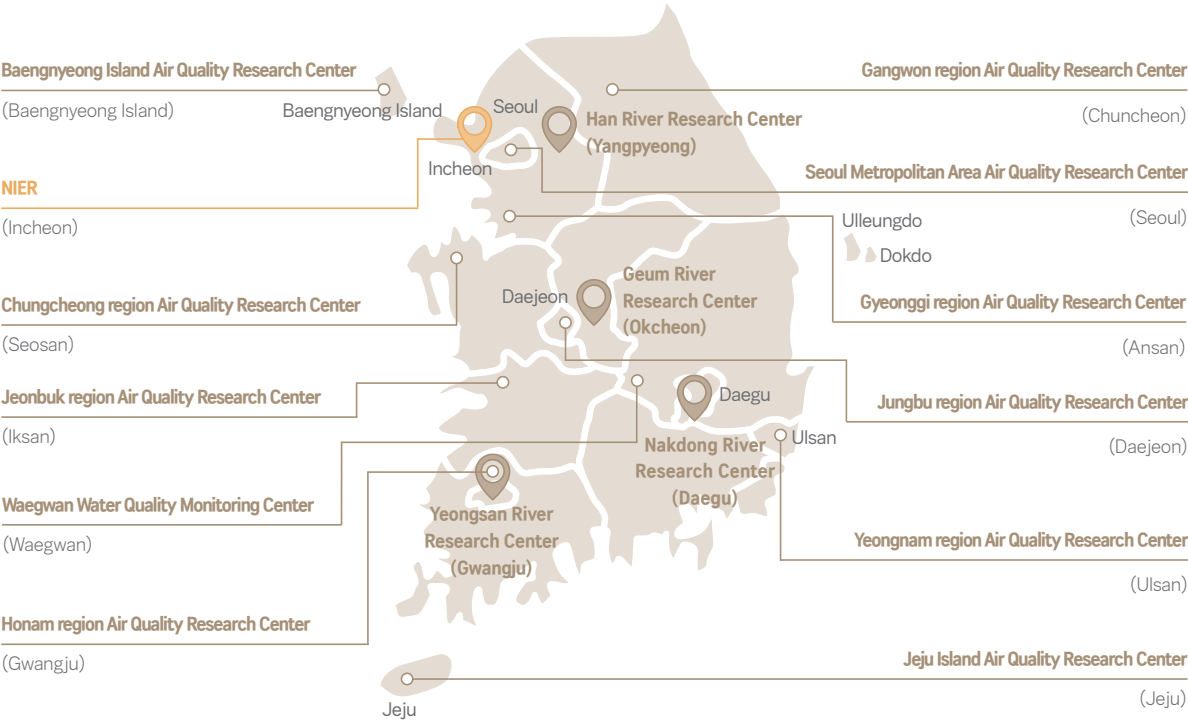 Baengnyeong Island Air Quality Research Center
(Baengnyeong Island)
NIER
(Incheon)
Chungcheong region Air Quality Research Center
(Seosan)
Jeonbuk region Air Quality Research Center
(Iksan)
Waegwan Water Quality Monitoring Center
(Waegwan)
Honam region Air Quality Research Center
(Gwangju)
Baengnyeong Island
Seoul
Incheon
Han River Research Center
(Yangpyeong)
Daejeon
Geum River
Research Center
(Okcheon)
Daegu
Nakdong River
Research Center
(Daegu)
Ulsan
Yeongsan River
Research Center
(Gwangju)
Jeju
Ulleungdo
Dokdo
Gangwon region Air Quality Research Center
(Chuncheon)
Seoul Metropolitan Area Air Quality Research Center
(Seoul)
Gyeonggi region Air Quality Research Center
(Ansan)
Jungbu region Air Quality Research Center
(Daejeon)
Yeongnam region Air Quality Research Center
(Ulsan)
Jeju Island Air Quality Research Center
(Jeju)